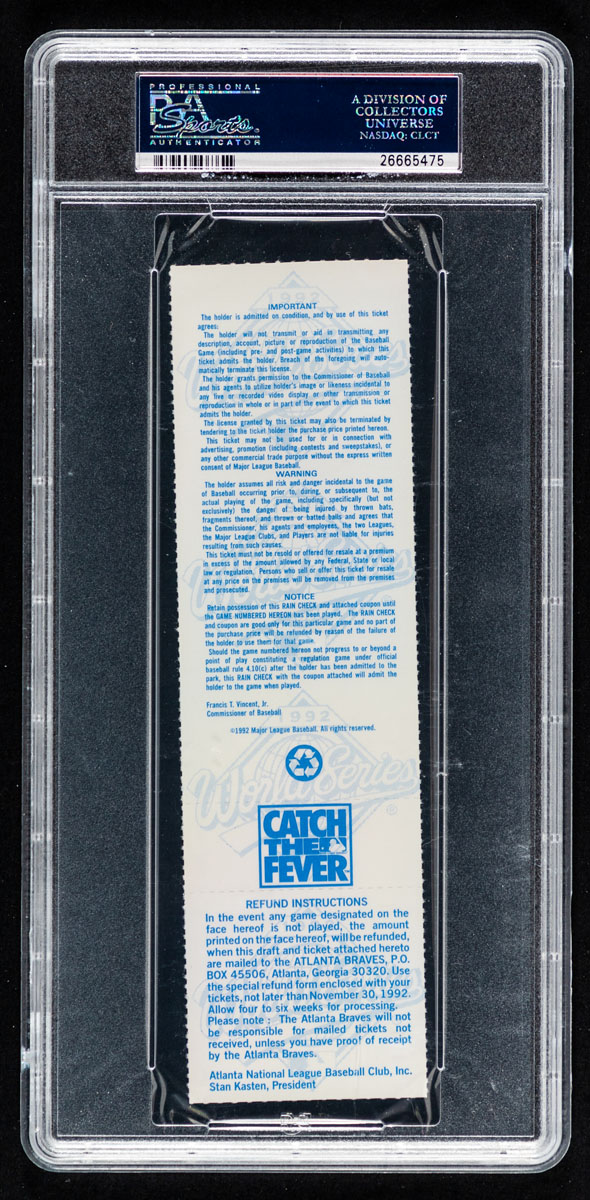 PROFESSIONAL
PSA
Sports
AUTHENTICATOR
A DIVISION OF
COLLECTORS
UNIVERSE
NASDAQ: CLCT
26665475
IMPORTANT
The holder is admitted on condition, and by use of this ticket
agrees:
The holder will not transmit or aid in transmitting any
description, account, picture or reproduction of the Baseball
Game (including pre- and post-game activities) to which this
ticket admits the holder. Breach of the foregoing will auto-
matically terminate this license.
The holder grants permission to the Commissioner of Baseball
and his agents to utilize holder's image or likeness incidental to
any live or recorded video display or other transmission or
reproduction in whole or in part of the event to which this ticket
admits the holder.
The license granted by this ticket may also be terminated by
tendering to the ticket holder the purchase price printed hereon.
This ticket may not be used for or in connection with
advertising, promotion (including contests and sweepstakes), or
any other commercial trade purpose without the express written
consent of Major League Baseball.
WARNING
The holder assumes all risk and danger incidental to the game
of Baseball occurring prior to, during, or subsequent to, the
actual playing of the game, including specifically (but not
exclusively) the danger of being injured by thrown bats,
fragments thereof, and thrown or batted balls and agrees that
the Commissioner, his agents and employees, the two Leagues,
the Major League Clubs, and Players are not liable for injuries
resulting from such causes.
This ticket must not be resold or offered for resale at a premium
in excess of the amount allowed by any Federal, State or local
law or regulation. Persons who sell or offer this ticket for resale
at any price on the premises will be removed from the premises
and prosecuted.
NOTICE
Retain possession of this RAIN CHECK and attached coupon until
the GAME NUMBERED HEREON has been played. The RAIN CHECK
and coupon are good only for this particular game and no part of
the purchase price will be refunded by reason of the failure of
the holder to use them for that game.
Should the game numbered hereon not progress to or beyond a
point of play constituting a regulation game under official
baseball rule 4.10(c) after the holder has been admitted to the
park, this RAIN CHECK with the coupon attached will admit the
holder to the game when played.
Francis T. Vincent, Jr.
Commissioner of Baseball
1992
©1992 Major League Baseball. All rights reserved.
World Series
®
CATCH
THE
FEVER
REFUND INSTRUCTIONS
In the event any game designated on the
face hereof is not played, the amount
printed on the face hereof, will be refunded,
when this draft and ticket attached hereto
are mailed to the ATLANTA BRAVES, P.O.
BOX 45506, Atlanta, Georgia 30320. Use
the special refund form enclosed with your
tickets, not later than November 30, 1992.
Allow four to six weeks for processing.
Please note : The Atlanta Braves will not
be responsible for mailed tickets not
received, unless you have proof of receipt
by the Atlanta Braves.
Atlanta National League Baseball Club, Inc.
Stan Kasten, President